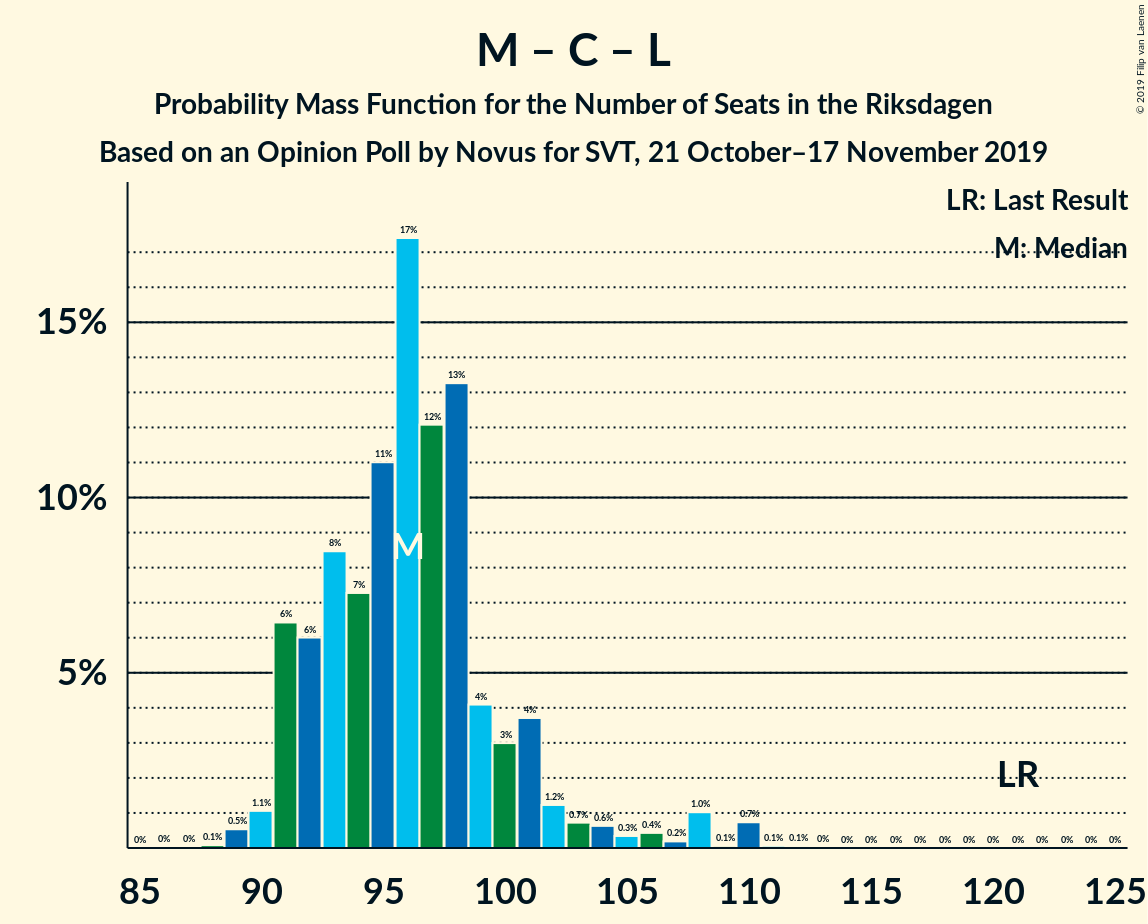 © 2019 Filip van Laenen
M – C – L
Probability Mass Function for the Number of Seats in the Riksdagen
Based on an Opinion Poll by Novus for SVT, 21 October–17 November 2019
LR: Last Result
M: Median
15%
10%
5%
0% 0% 0% 0.1% 0.5% 1.1% 6% 6% 8% 7% 11% 17% 12% 13% 4% 3% 4% 1.2% 0.7% 0.6% 0.3% 0.4% 0.2% 1.0% 0.1% 0.7% 0.1% 0.1% 0% 0% 0% 0% 0% 0% 0% 0% 0% 0% 0% 0% 0%
M
LR
85 90 95 100 105 110 115 120 125